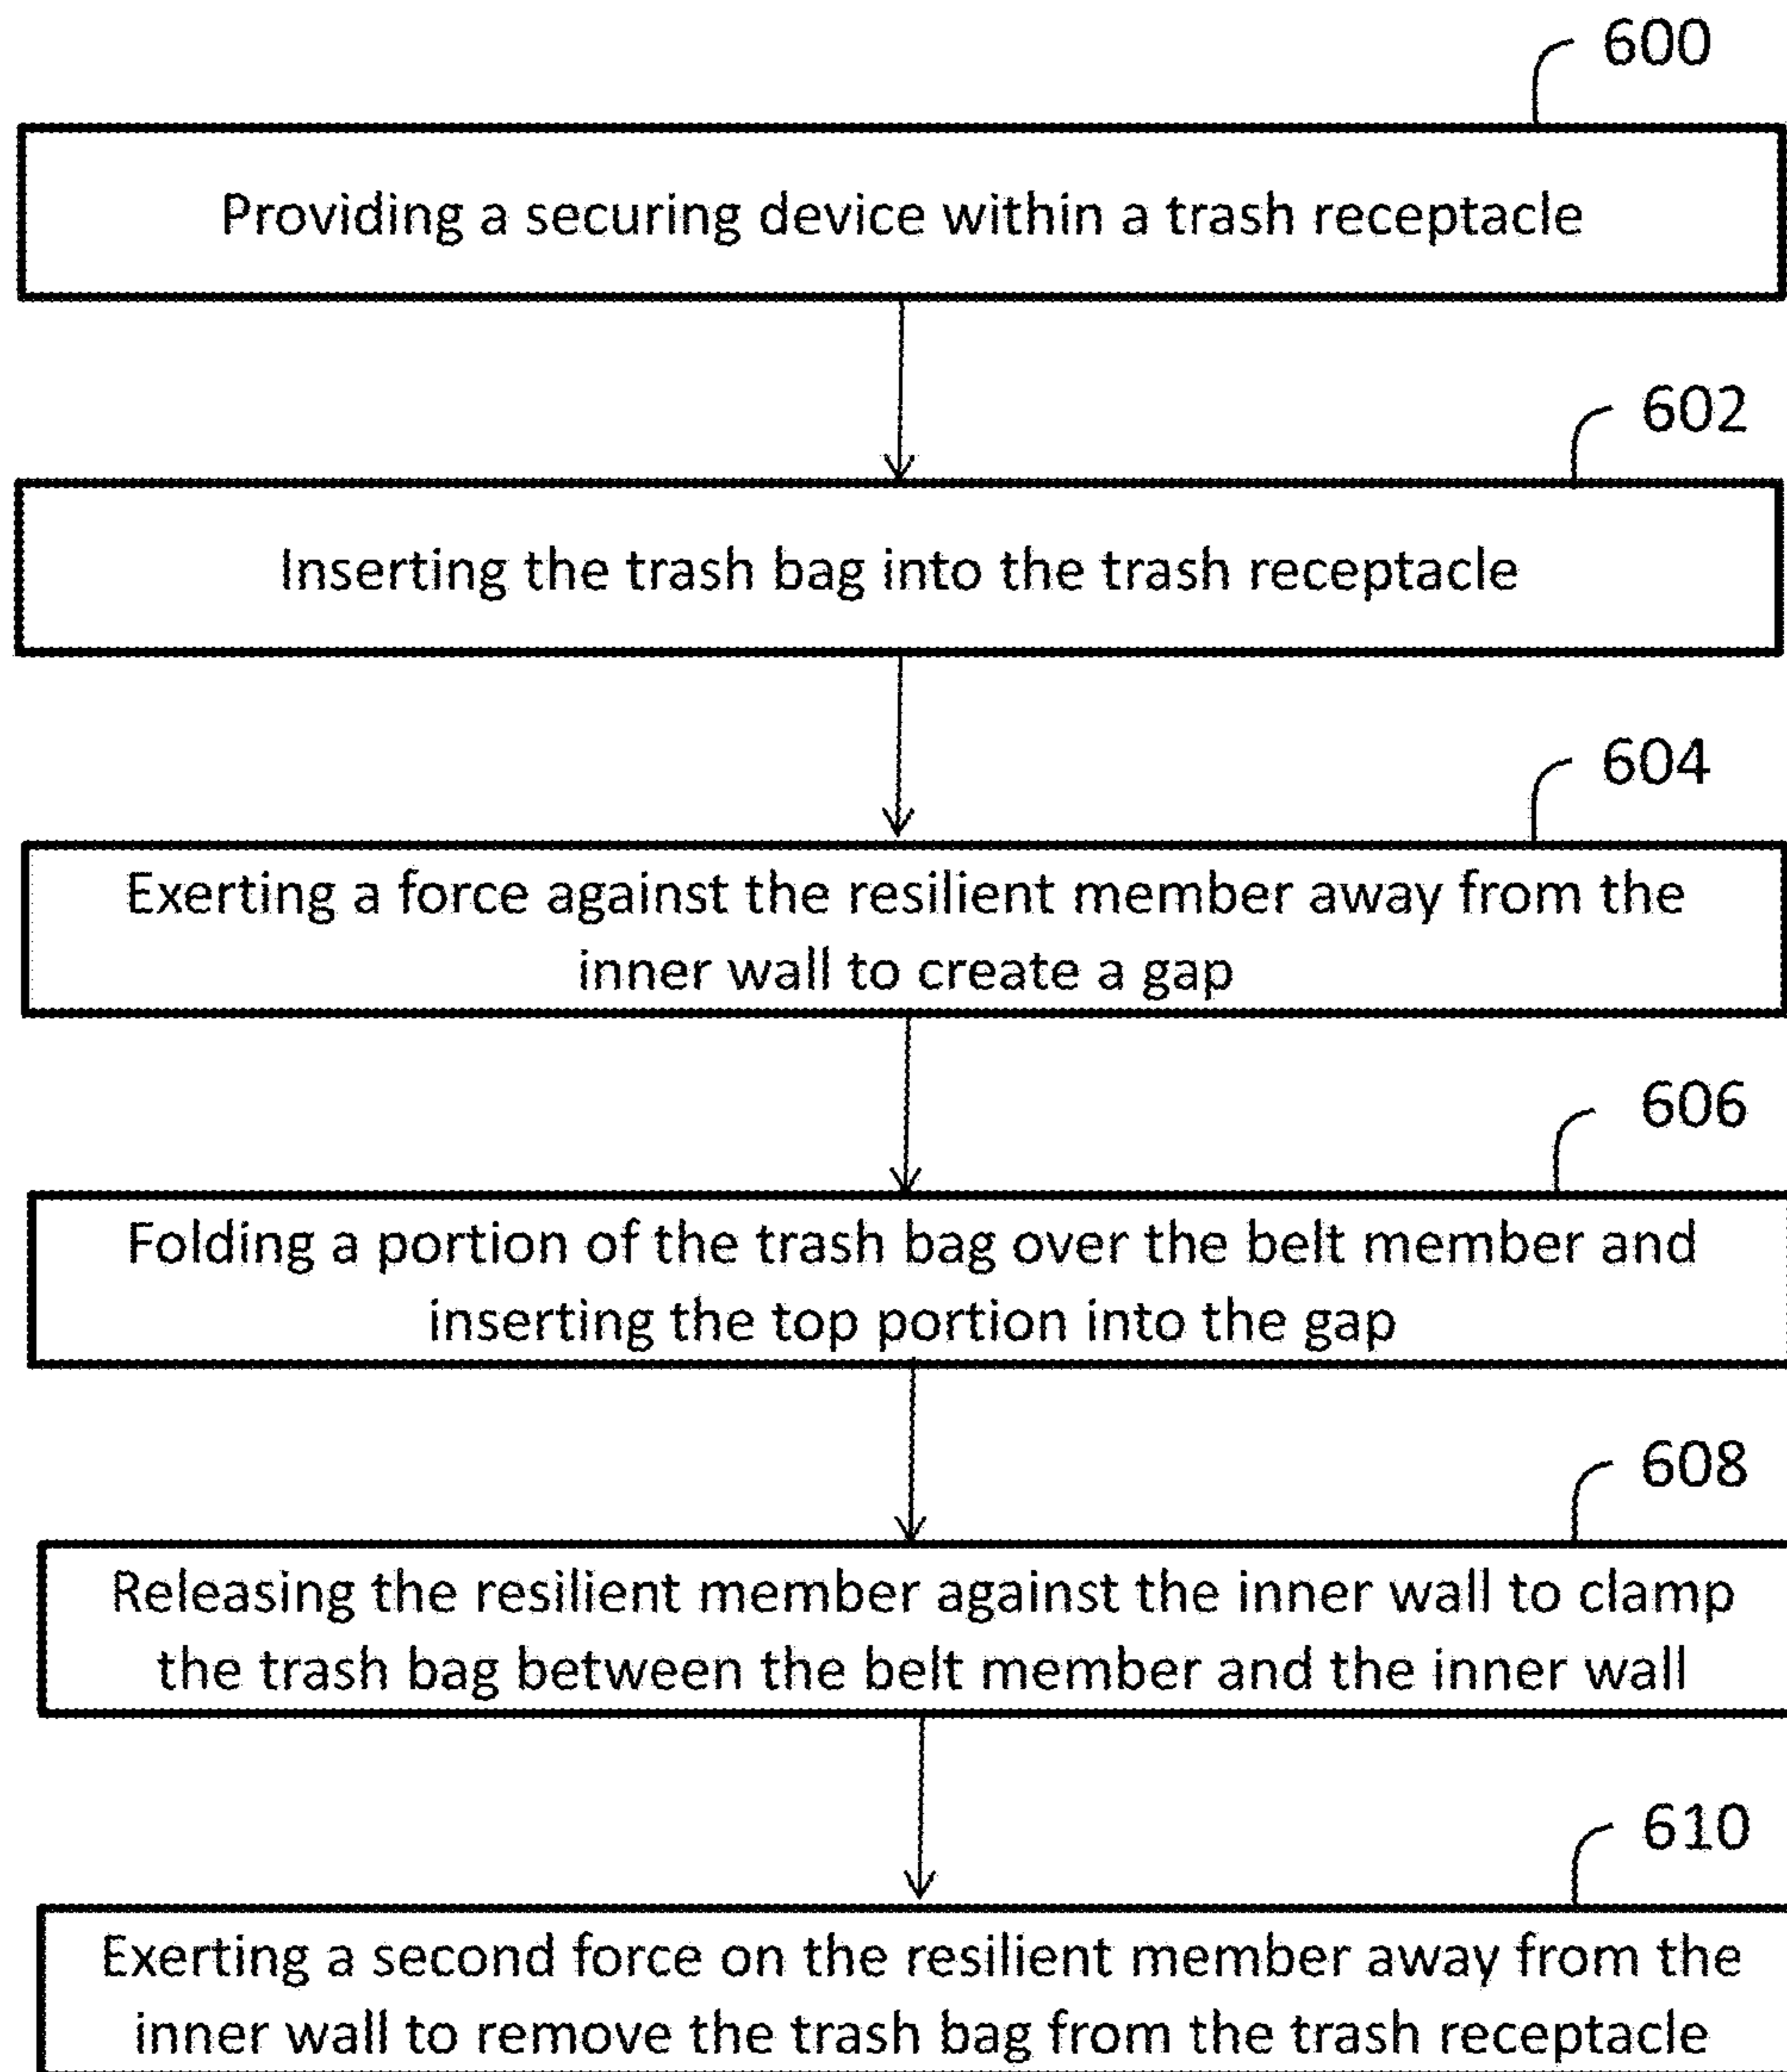 600
Providing a securing device within a trash receptacle
602
Inserting the trash bag into the trash receptacle
604
Exerting a force against the resilient member away from the
inner wall to create a gap
606
Folding a portion of the trash bag over the belt member and
inserting the top portion into the gap
608
Releasing the resilient member against the inner wall to clamp
the trash bag between the belt member and the inner wall
610
Exerting a second force on the resilient member away from the
inner wall to remove the trash bag from the trash receptacle